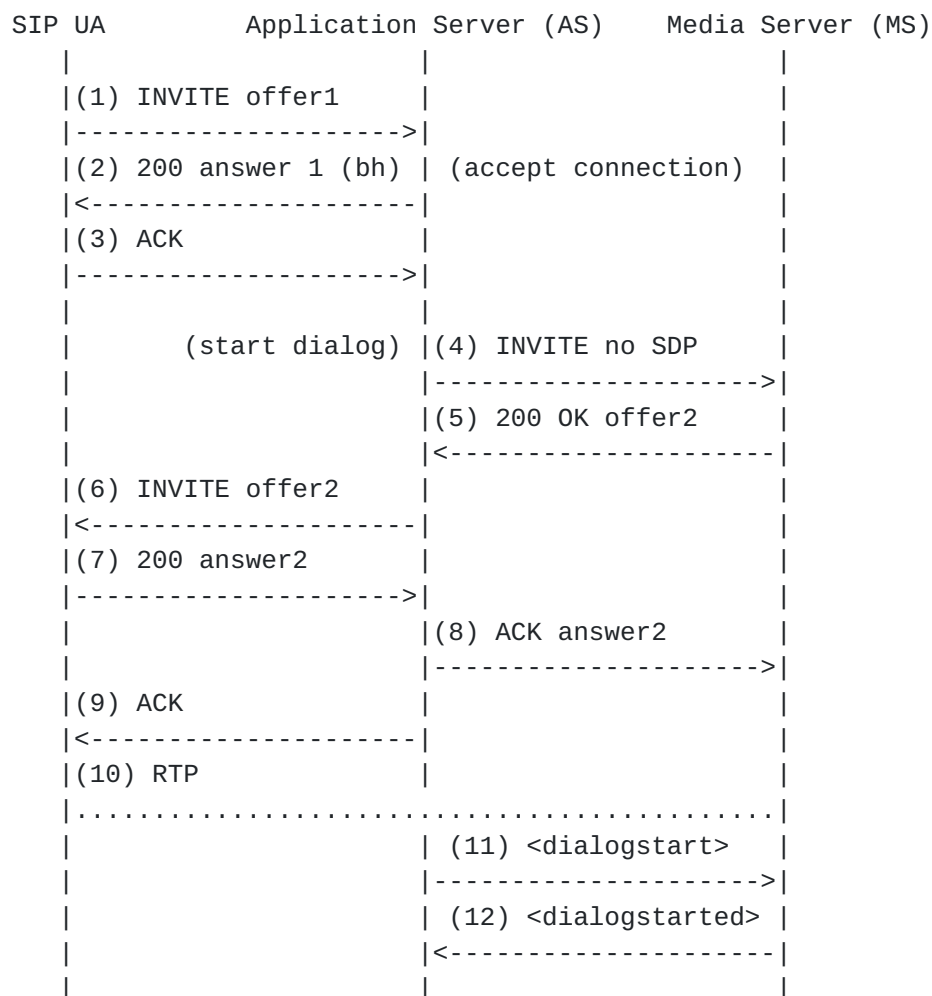 SIP UA         Application Server (AS)    Media Server (MS)
   |                       |                       |
   |(1) INVITE offer1      |                       |
   |---------------------->|                       |
   |(2) 200 answer 1 (bh)  | (accept connection)   |
   |<----------------------|                       |
   |(3) ACK                |                       |
   |---------------------->|                       |
   |                       |                       |
   |        (start dialog) |(4) INVITE no SDP      |
   |                       |---------------------->|
   |                       |(5) 200 OK offer2      |
   |                       |<----------------------|
   |(6) INVITE offer2      |                       |
   |<----------------------|                       |
   |(7) 200 answer2        |                       |
   |---------------------->|                       |
   |                       |(8) ACK answer2        |
   |                       |---------------------->|
   |(9) ACK                |                       |
   |<----------------------|                       |
   |(10) RTP               |                       |
   |...............................................|
   |                       | (11) <dialogstart>    |
   |                       |---------------------->|
   |                       | (12) <dialogstarted>  |
   |                       |<----------------------|
   |                       |                       |